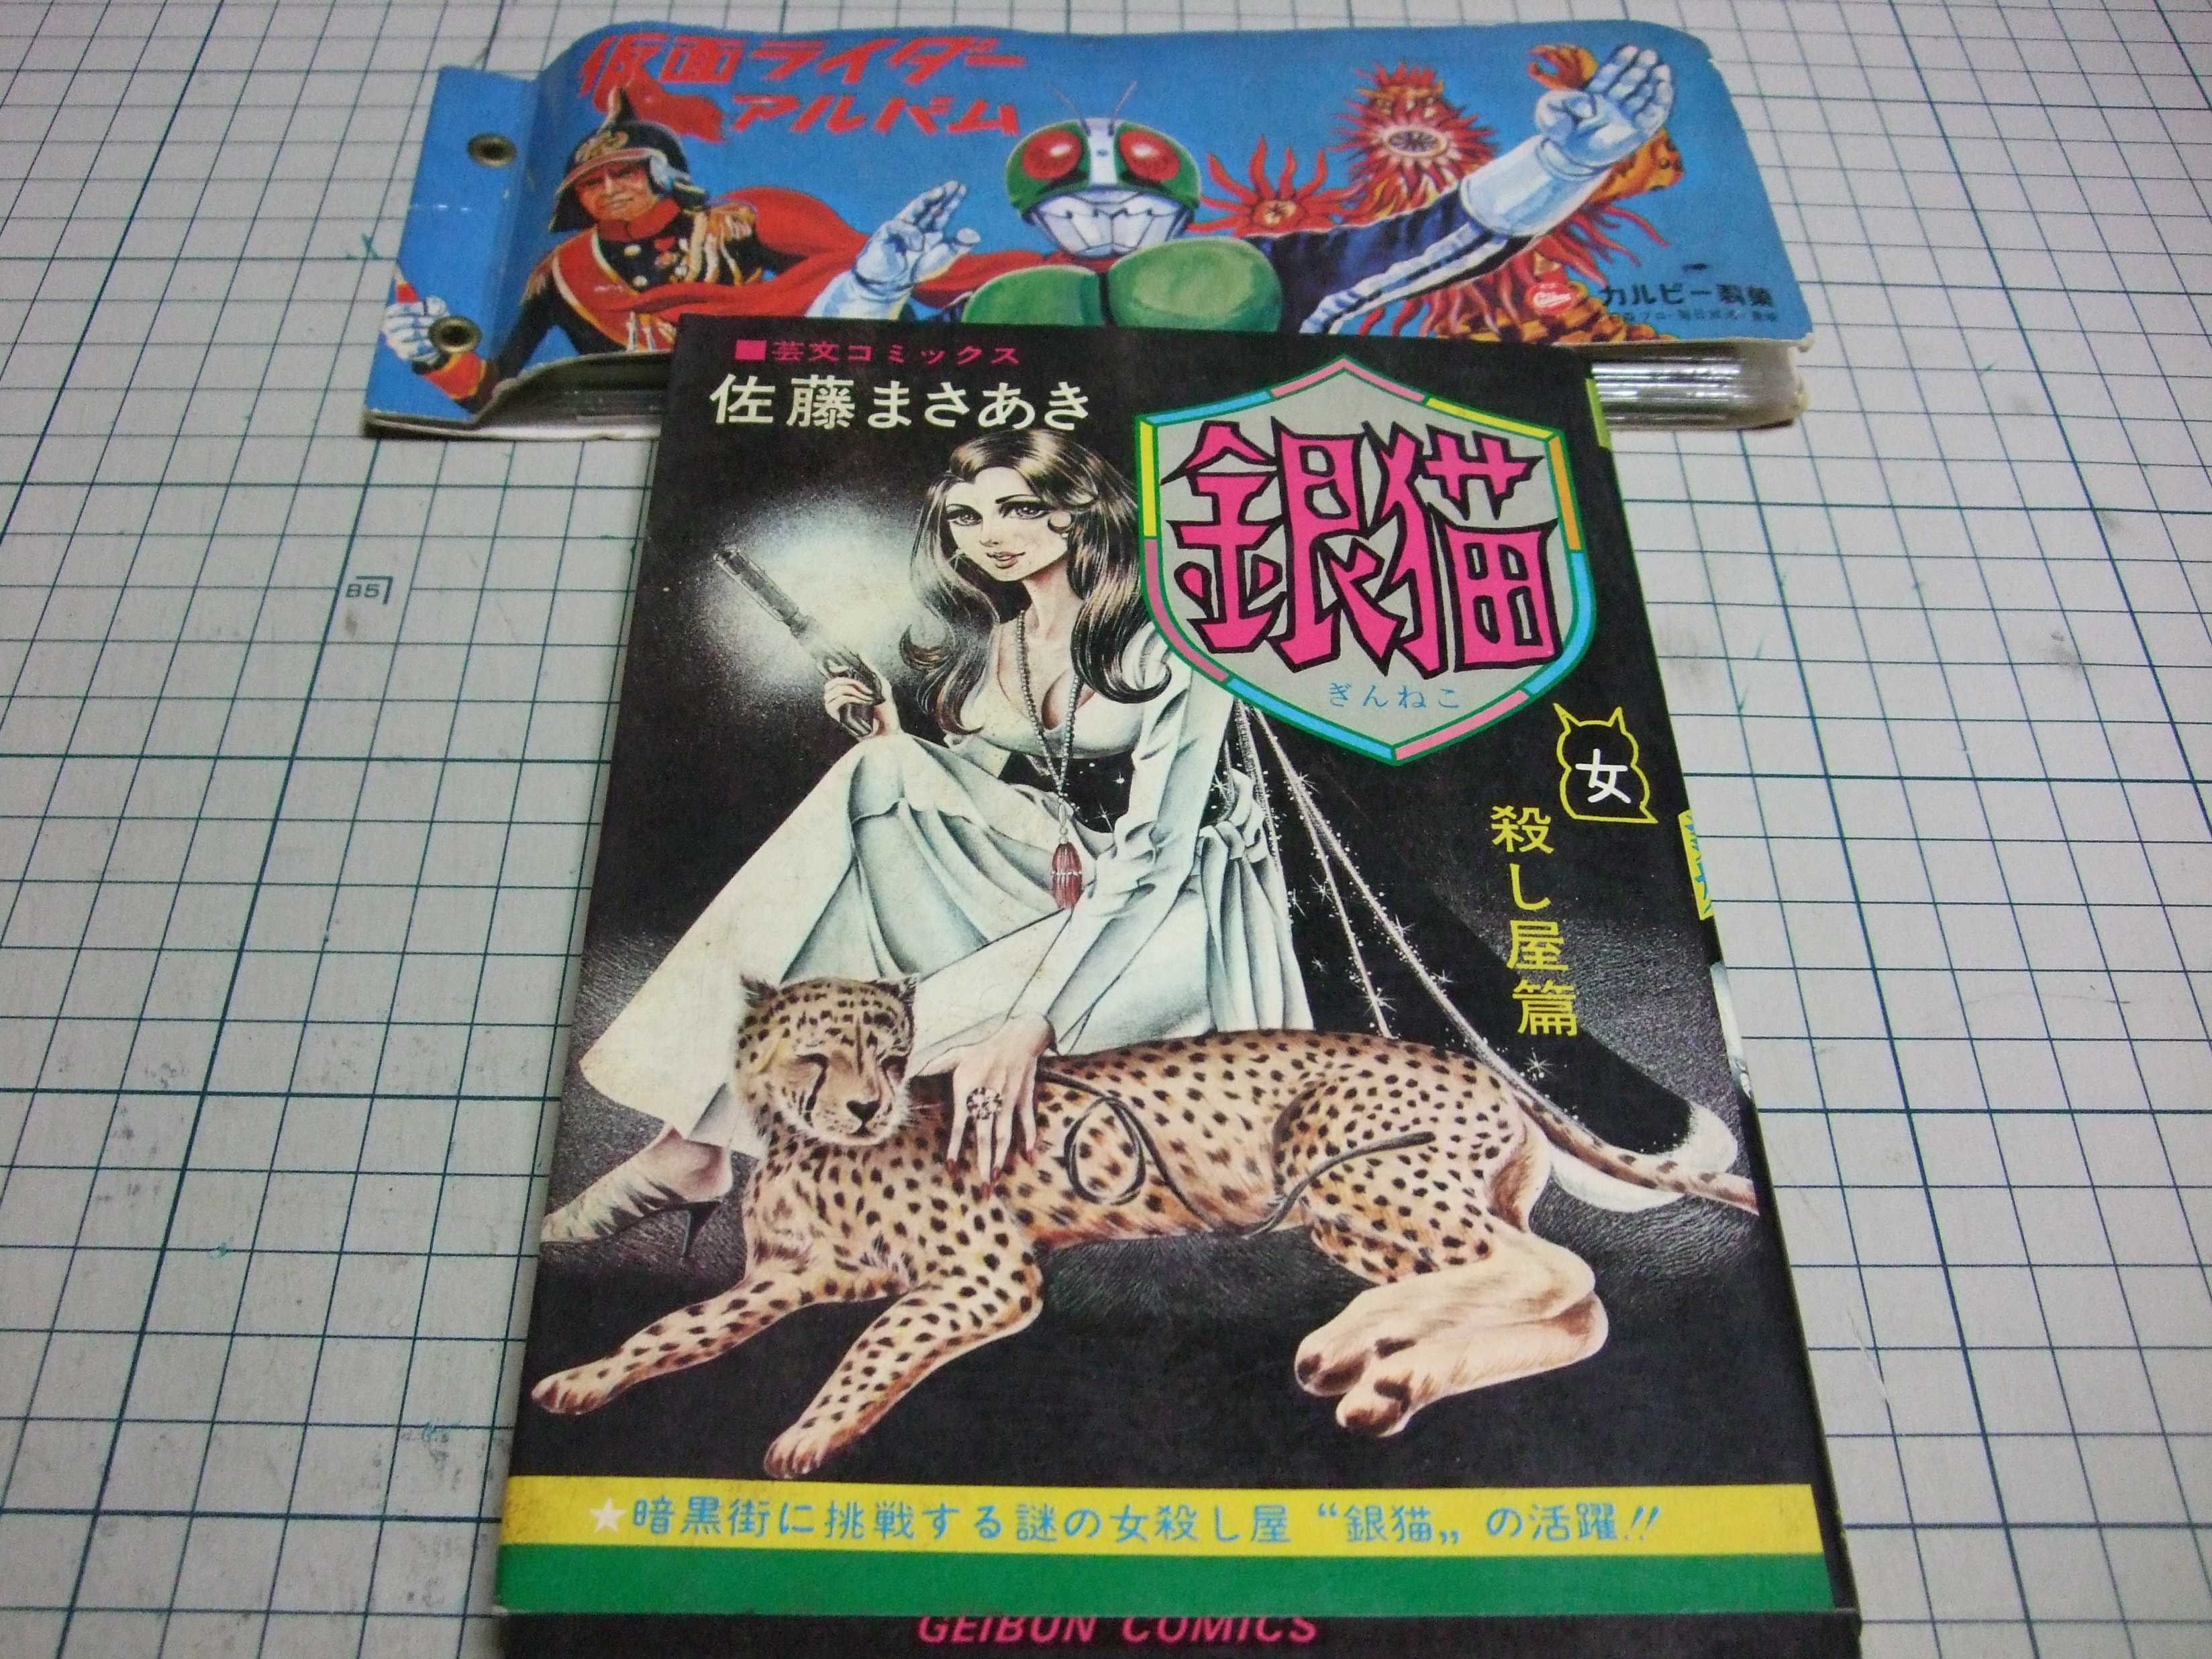 仮面ライダー
アルバム
カルビー製菓
■芸文コミックス
佐藤まさあき
銀猫
ぎんねこ
女
殺し屋篇
B5
★暗黒街に挑戦する謎の女殺し屋“銀猫„の活躍!!
GEIBUN COMICS